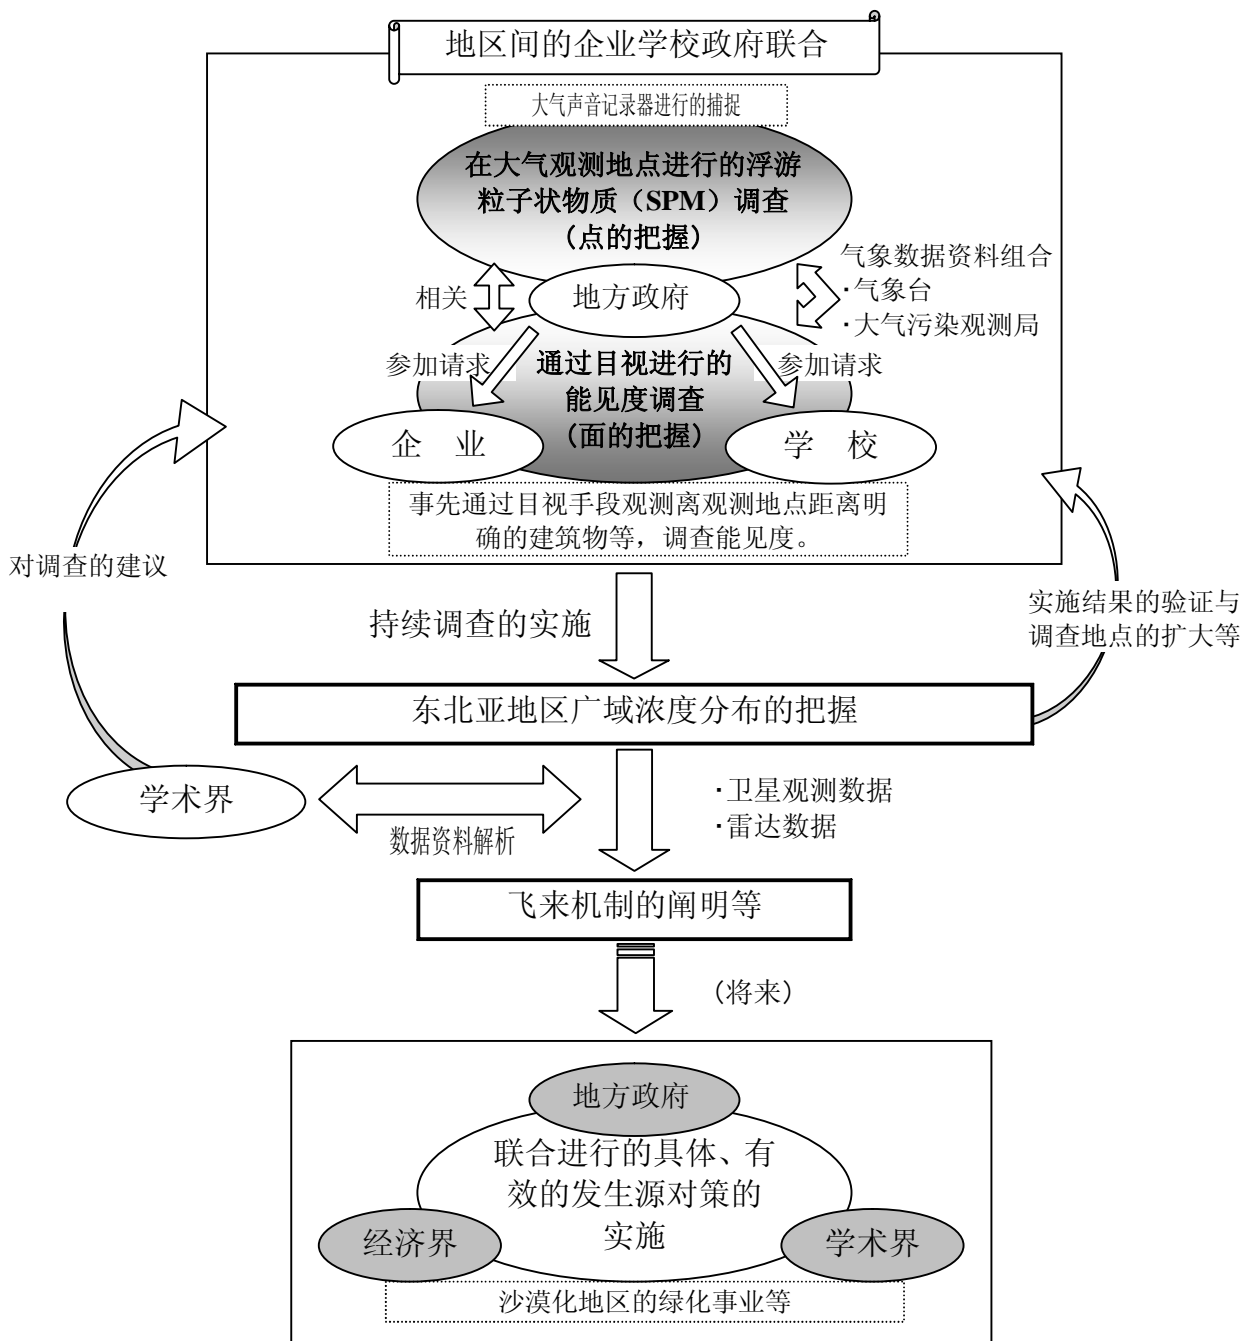 地区间的企业学校政府联合
大气声音记录器进行的捕捉
在大气观测地点进行的浮游
粒子状物质（SPM）调查
（点的把握）
气象数据资料组合
·气象台
·大气污染观测局
相关
地方政府
参加请求
通过目视进行的
能见度调查
（面的把握）
参加请求
企 业
学 校
事先通过目视手段观测离观测地点距离明
确的建筑物等，调查能见度。
对调查的建议
实施结果的验证与
调查地点的扩大等
持续调查的实施
东北亚地区广域浓度分布的把握
学术界
数据资料解析
·卫星观测数据
·雷达数据
飞来机制的阐明等
（将来）
地方政府
联合进行的具体、有
效的发生源对策的
实施
经济界
学术界
沙漠化地区的绿化事业等